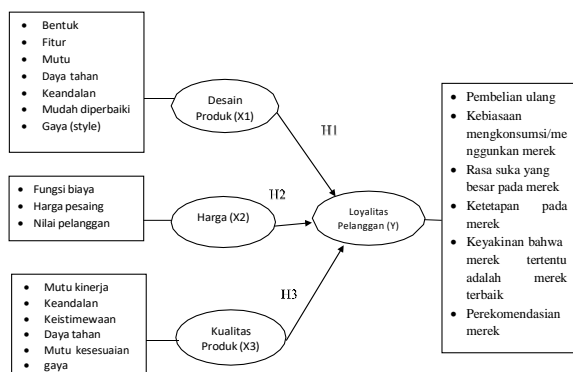 • Bentuk
• Fitur
• Mutu
• Daya tahan
• Keandalan
• Mudah diperbaiki
• Gaya (style)
Desain
Produk (X1)
H1
• Fungsi biaya
• Harga pesaing
• Nilai pelanggan
Harga (X2)
H2
Loyalitas
Pelanggan (Y)
• Mutu kinerja
• Keandalan
• Keistimewaan
• Daya tahan
• Mutu kesesuaian
• gaya
Kualitas
Produk (X3)
H3
• Pembelian ulang
• Kebiasaan
mengkonsumsi/me
nggunkan merek
• Rasa suka yang
besar pada merek
• Ketetapan pada
merek
• Keyakinan bahwa
merek tertentu
adalah merek
terbaik
• Perekomendasian
merek